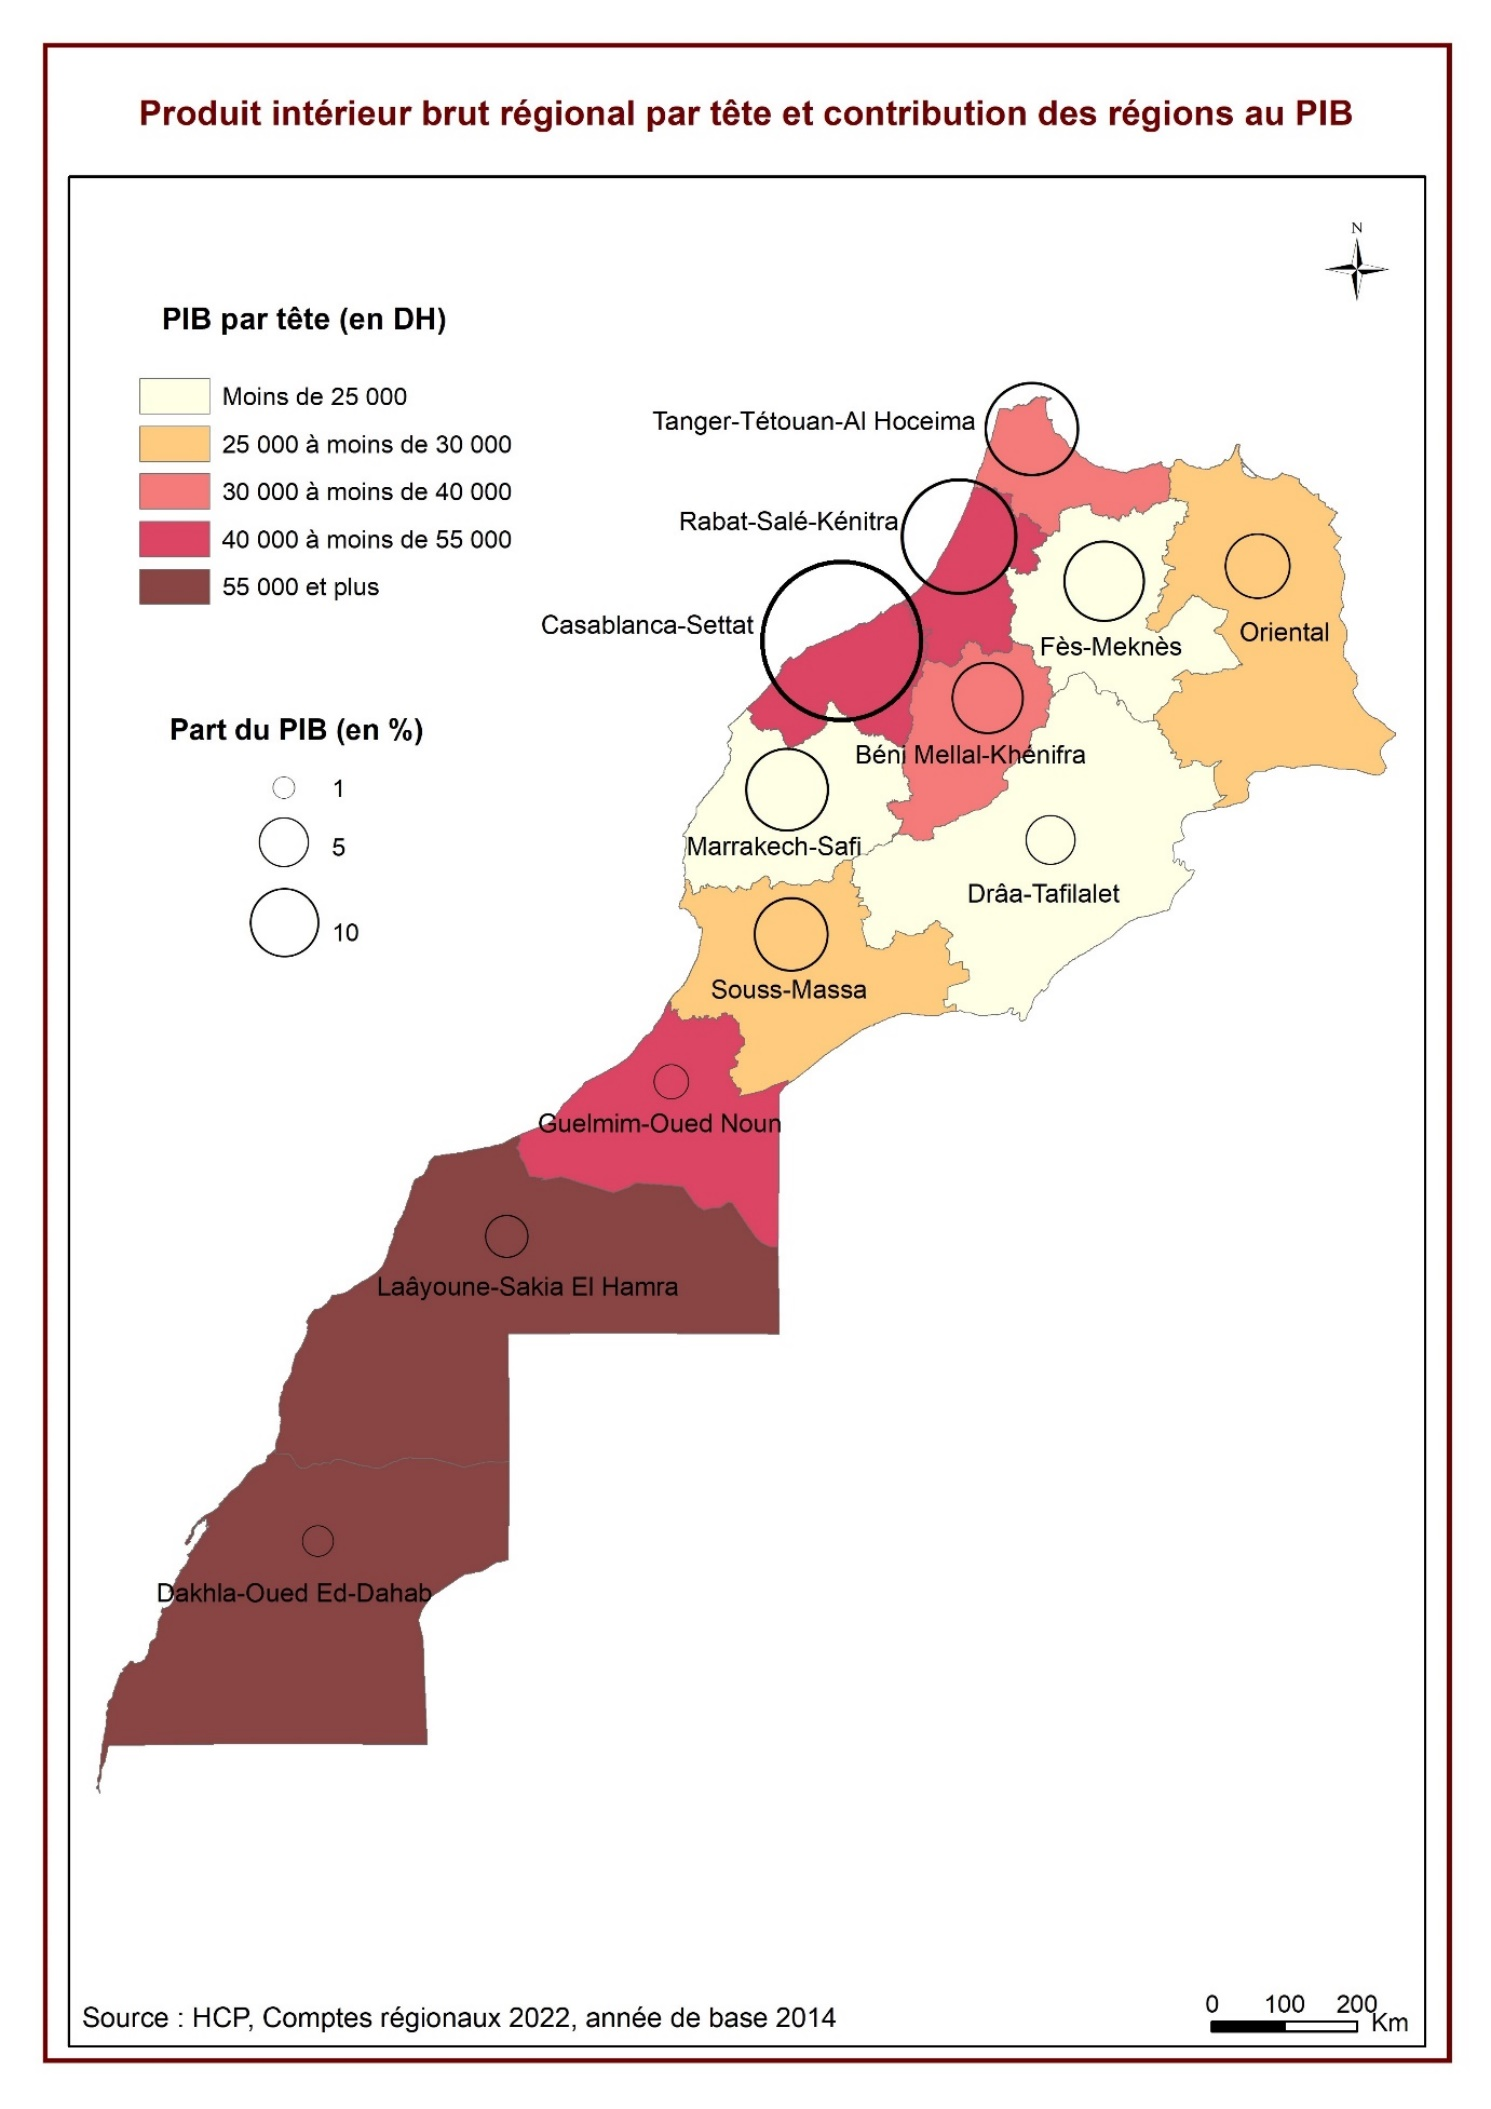 Produit intérieur brut régional par tête et contribution des régions au PIB
N
PIB par tête (en DH)
Moins de 25 000
25 000 à moins de 30 000
30 000 à moins de 40 000
40 000 à moins de 55 000
55 000 et plus
Part du PIB (en %)
1
5
10
Tanger-Tétouan-Al Hoceima
Rabat-Salé-Kénitra
Casablanca-Settat
Oriental
Fès-Meknès
Béni Mellal-Khénifra
Marrakech-Safi
Drâa-Tafilalet
Souss-Massa
Guelmim-Oued Noun
Laâyoune-Sakia El Hamra
Dakhla-Oued Ed-Dahab
Source : HCP, Comptes régionaux 2022, année de base 2014
0 100 200
Km